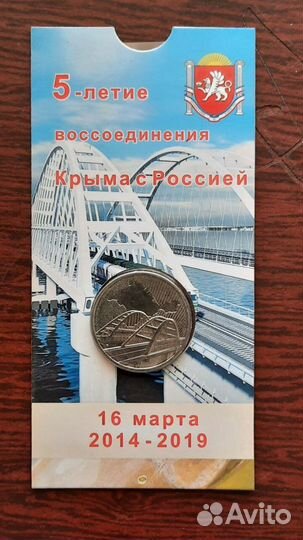 5-летие
воссоединения
Крыма с Россией
16 марта
2014-2019
Avito